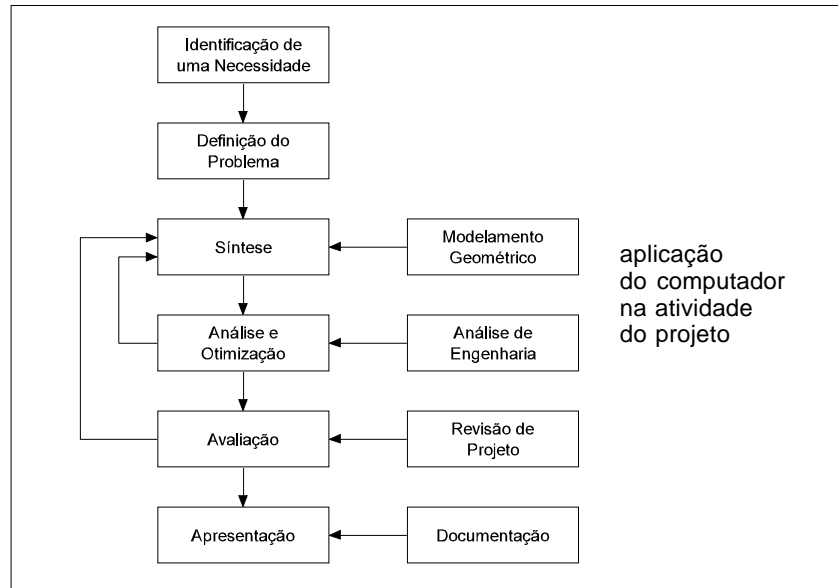 Identificação de
uma Necessidade
Definição do
Problema
Síntese
Modelamento
Geométrico
aplicação
do computador
na atividade
do projeto
Análise e
Otimização
Análise de
Engenharia
Avaliação
Revisão de
Projeto
Apresentação
Documentação